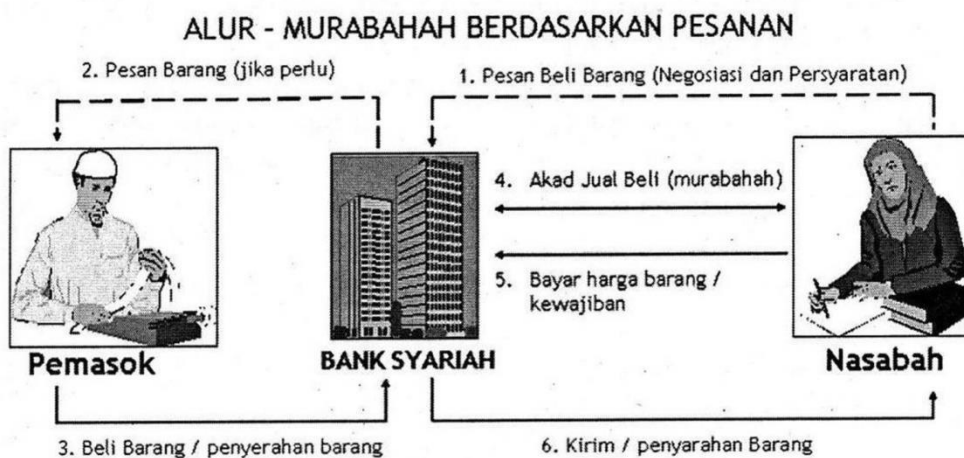 ALUR - MURABAHAH BERDASARKAN PESANAN
2. Pesan Barang (jika perlu)
1. Pesan Beli Barang (Negosiasi dan Persyaratan)
4. Akad Jual Beli (murabahah)
5. Bayar harga barang /
kewajiban
Pemasok
BANK SYARIAH
Nasabah
3. Beli Barang / penyerahan barang
6. Kirim / penyarahan Barang